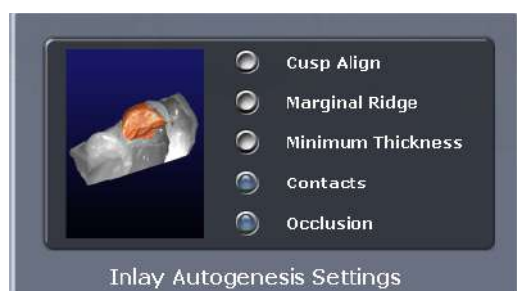 Cusp Align
Marginal Ridge
Minimum Thickness
Contacts
Occlusion
Inlay Autogenesis Settings